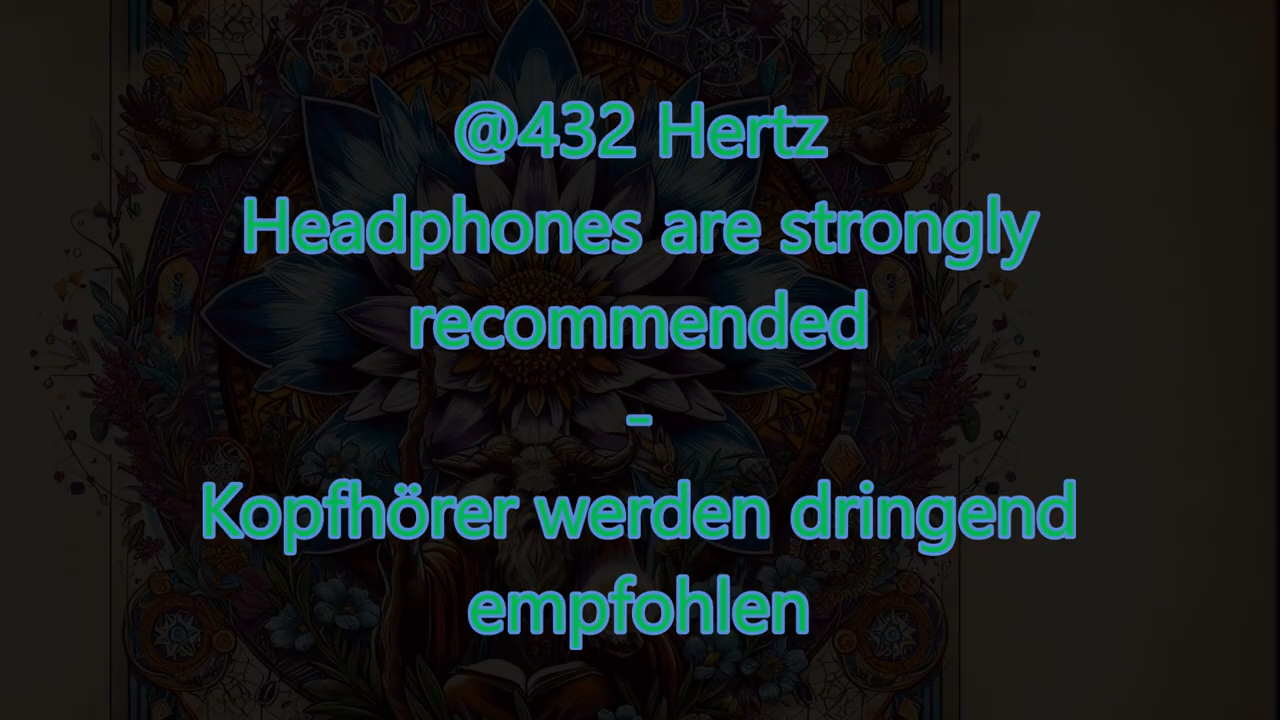 @432 Hertz
Headphones are strongly
recommended
-
Kopfhörer werden dringend
empfohlen